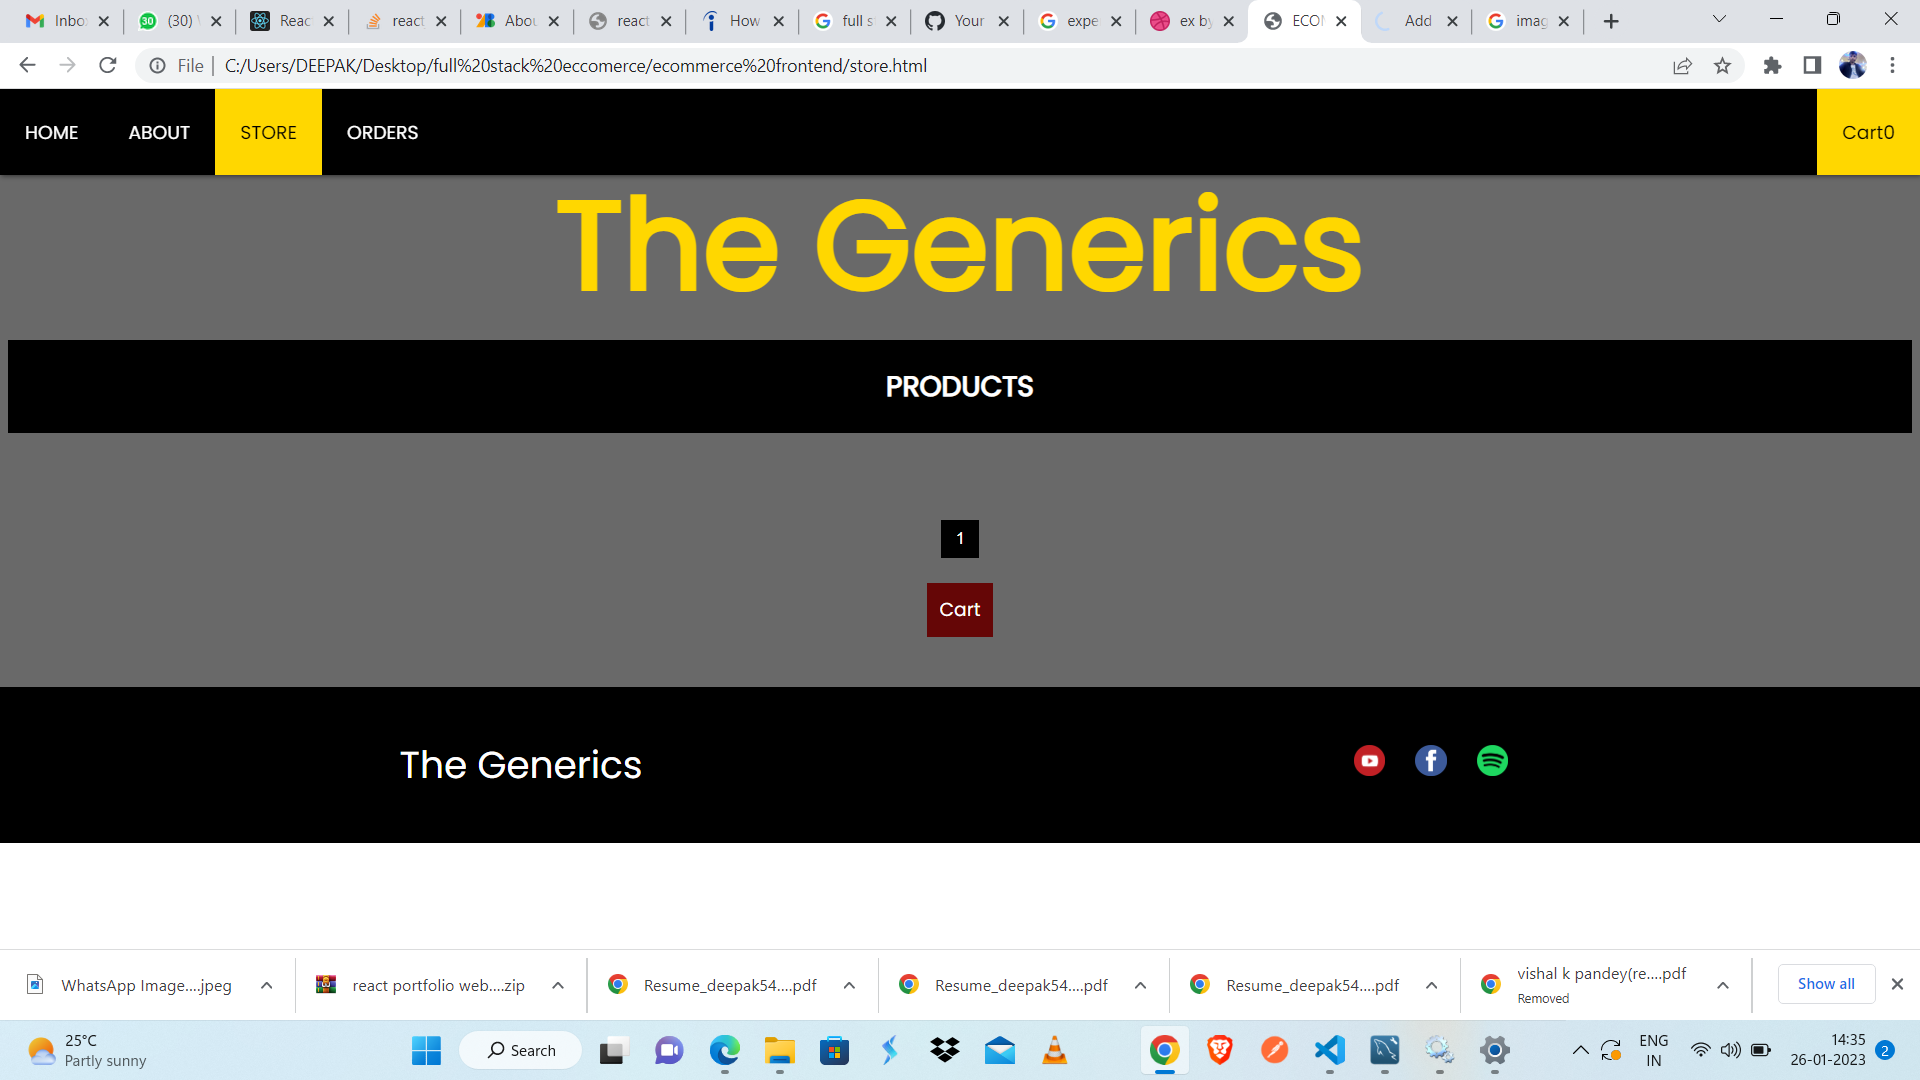 Inbo
(30)
Reac
react
Abou
react
How
full s
Your
expe
ex by
ECOM
Add
imag
File
C:/Users/DEEPAK/Desktop/full%20stack%20eccomerce/ecommerce%20frontend/store.html
HOME ABOUT STORE ORDERS Cart0
The Generics
PRODUCTS
1
Cart
The Generics
WhatsApp Image....jpeg
react portfolio web....zip
Resume_deepak54....pdf
Resume_deepak54....pdf
Resume_deepak54....pdf
vishal k pandey(re....pdf
Removed
Show all
25°C
Partly sunny
Search
ENG
IN
14:35
26-01-2023
2